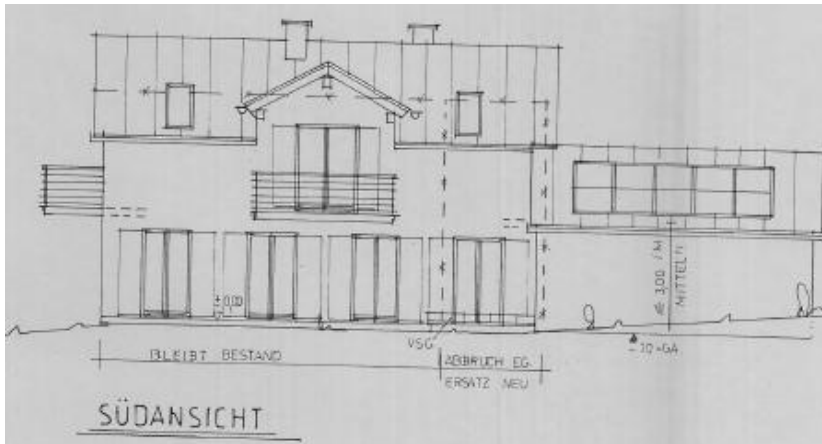 ± 0,00
≙ 3,00 / M
MITTEL
VSG
BLEIBT BESTAND
ABBRUCH EG.
ERSATZ NEU
SÜDANSICHT